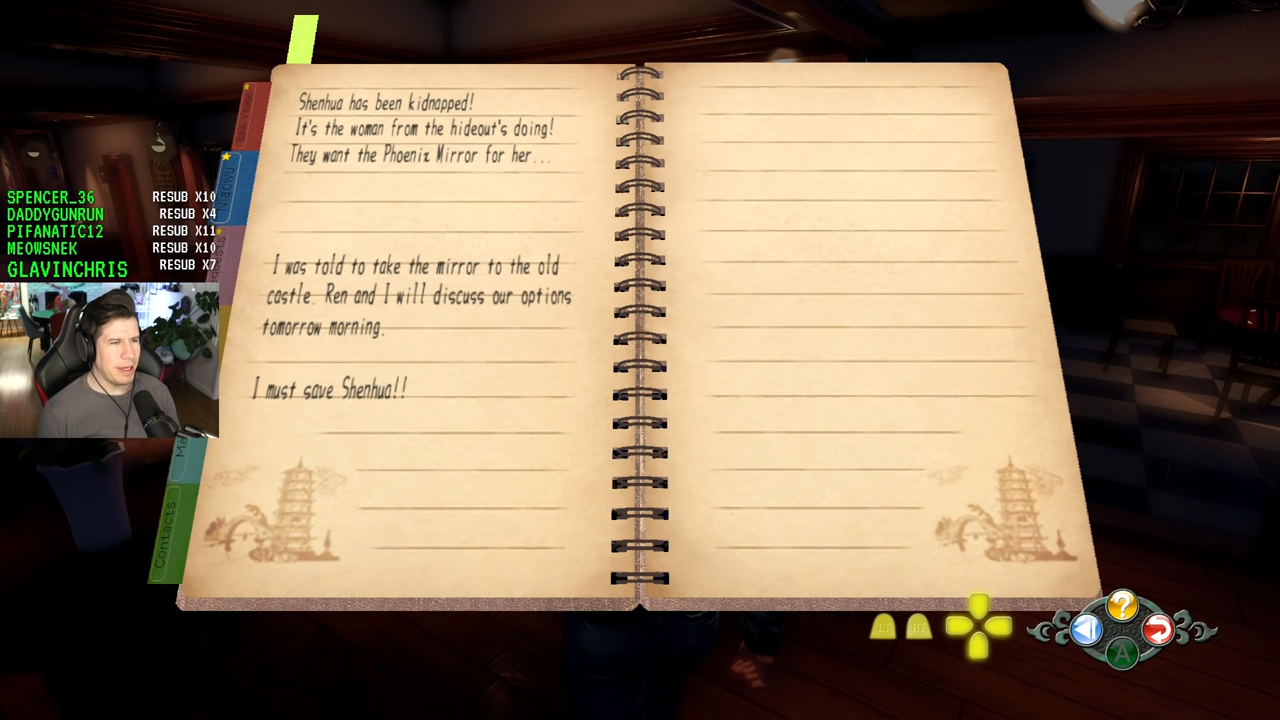 Shenhua has been kidnapped!
It's the woman from the hideout's doing!
They want the Phoenix Mirror for her...
I was told to take the mirror to the old
castle. Ren and I will discuss our options
tomorrow morning.
I must save Shenhua!!
SPENCER_36 RESUB X10
DADDYGUNRUN RESUB X4
PIFANATIC12 RESUB X11
MEOWSNEK RESUB X10
GLAVINCHRIS RESUB X7
Ma
Contacts
LT RT
?
A